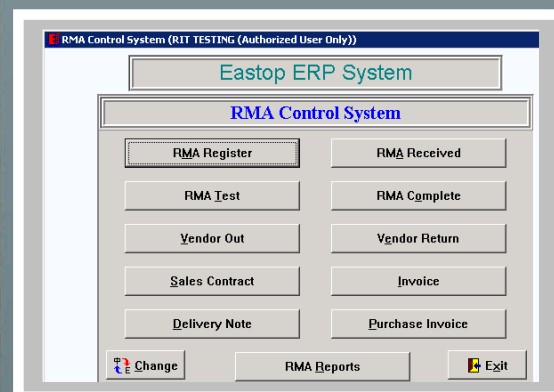 RMA Control System (RIT TESTING (Authorized User Only))
Eastop ERP System
RMA Control System
RMA Register
RMA Received
RMA Test
RMA Complete
Vendor Out
Vendor Return
Sales Contract
Invoice
Delivery Note
Purchase Invoice
中 E Change
RMA Reports
Exit